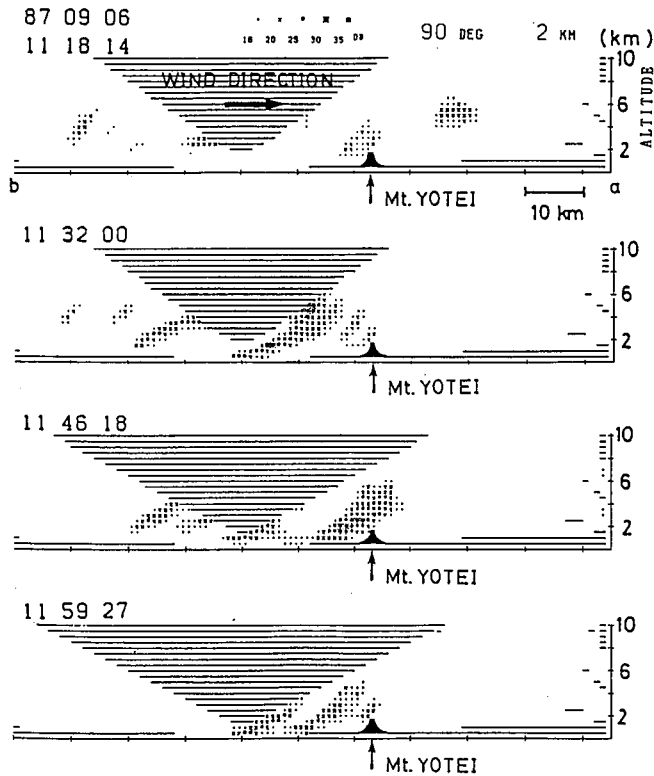 87 09 06
11 18 14
16 20 25 30 35 DB
90 DEG 2 KM (km)
WIND DIRECTION
10
6
2
ALTITUDE
b
a
Mt. YOTEI
10 km
11 32 00
10
6
2
Mt. YOTEI
11 46 18
10
6
2
Mt. YOTEI
11 59 27
10
6
2
Mt. YOTEI